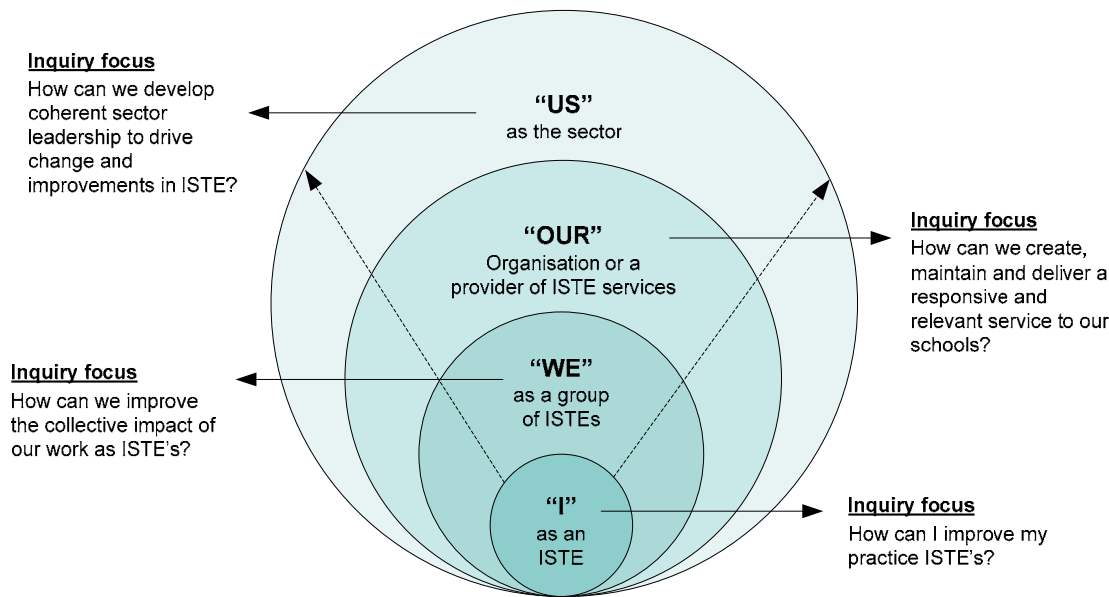 Inquiry focus
How can we develop
coherent sector
leadership to drive
change and
improvements in ISTE?
“US”
as the sector
“OUR”
Organisation or a
provider of ISTE services
Inquiry focus
How can we create,
maintain and deliver a
responsive and
relevant service to our
schools?
“WE”
as a group
of ISTEs
Inquiry focus
How can we improve
the collective impact of
our work as ISTE’s?
“I”
as an
ISTE
Inquiry focus
How can I improve my
practice ISTE’s?